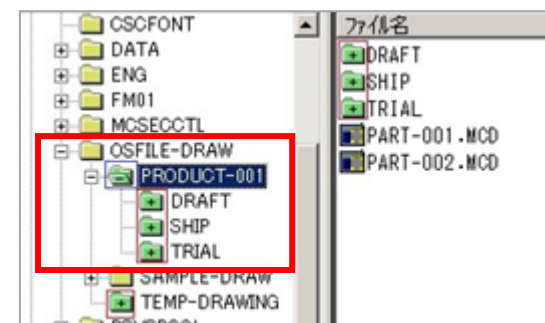 CSCFONT
DATA
ENG
FM01
MCSECCTL
OSFILE-DRAW
PRODUCT-001
DRAFT
SHIP
TRIAL
SAMPLE-DRAW
TEMP-DRAWING
ファイル名
DRAFT
SHIP
TRIAL
PART-001.MCD
PART-002.MCD